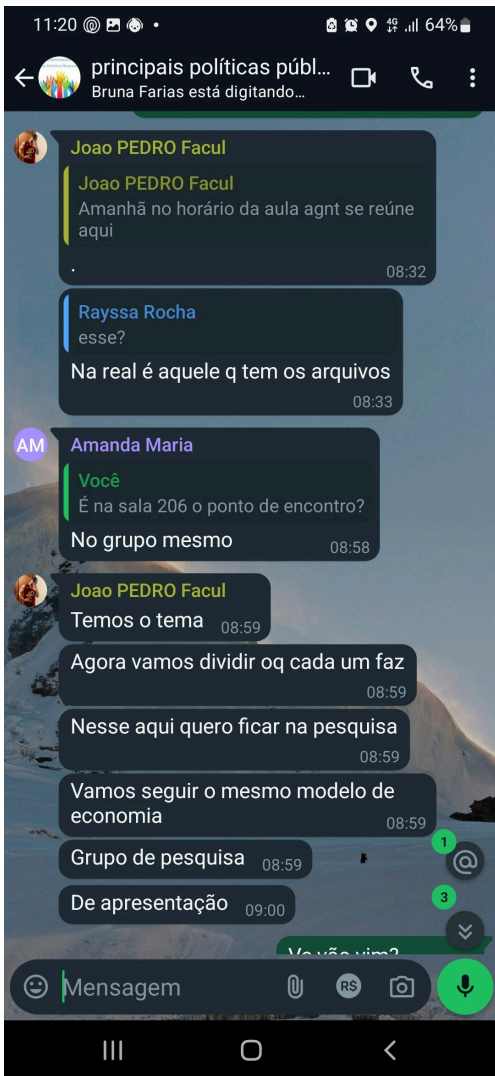 11:20
4G 64%
principais políticas públ...
Bruna Farias está digitando...
Joao PEDRO Facul
Joao PEDRO Facul
Amanhã no horário da aula agnt se reúne
aqui
.
08:32
Rayssa Rocha
esse?
Na real é aquele q tem os arquivos
08:33
AM
Amanda Maria
Você
É na sala 206 o ponto de encontro?
No grupo mesmo
08:58
Joao PEDRO Facul
Temos o tema 08:59
Agora vamos dividir oq cada um faz
08:59
Nesse aqui quero ficar na pesquisa
08:59
Vamos seguir o mesmo modelo de
economia
08:59
1
@
Grupo de pesquisa 08:59
De apresentação 09:00
3
Mensagem
R$